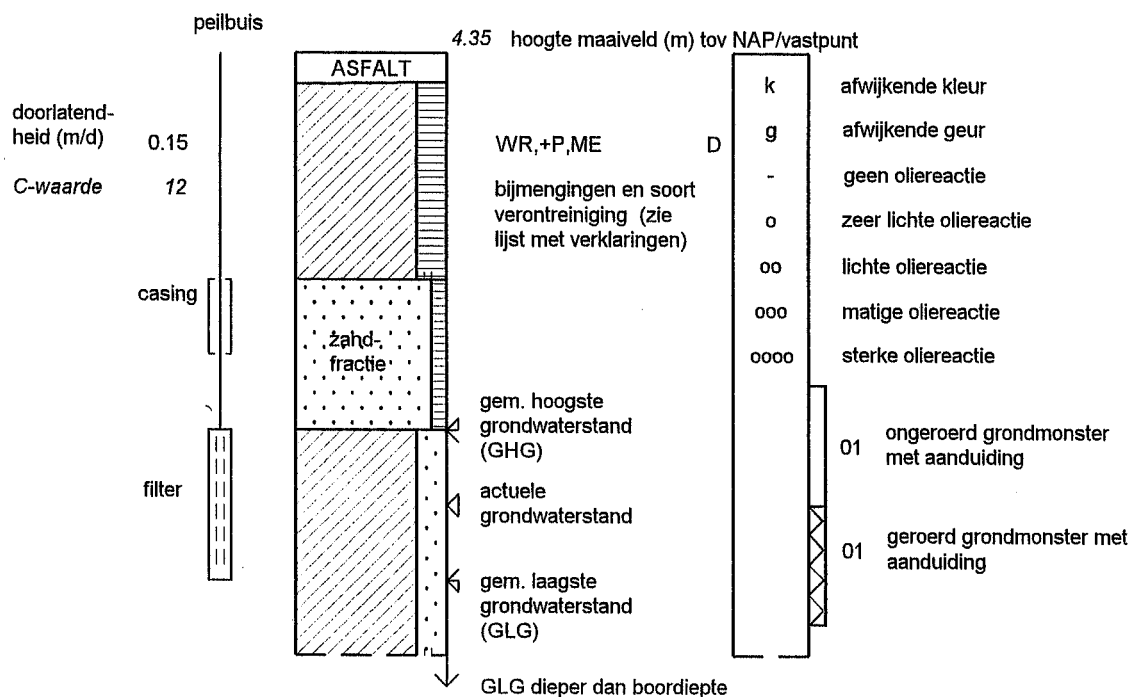 peilbuis
4.35 hoogte maaiveld (m) tov NAP/vastpunt
ASFALT
doorlatend-
heid (m/d) 0.15
C-waarde 12
WR,+P,ME D
bijmengingen en soort
verontreiniging (zie
lijst met verklaringen)
k afwijkende kleur
g afwijkende geur
- geen oliereactie
o zeer lichte oliereactie
oo lichte oliereactie
ooo matige oliereactie
oooo sterke oliereactie
casing
zand-
fractie
gem. hoogste
grondwaterstand
(GHG)
filter
actuele
grondwaterstand
gem. laagste
grondwaterstand
(GLG)
01 ongeroerd grondmonster
met aanduiding
01 geroerd grondmonster met
aanduiding
GLG dieper dan boordiepte